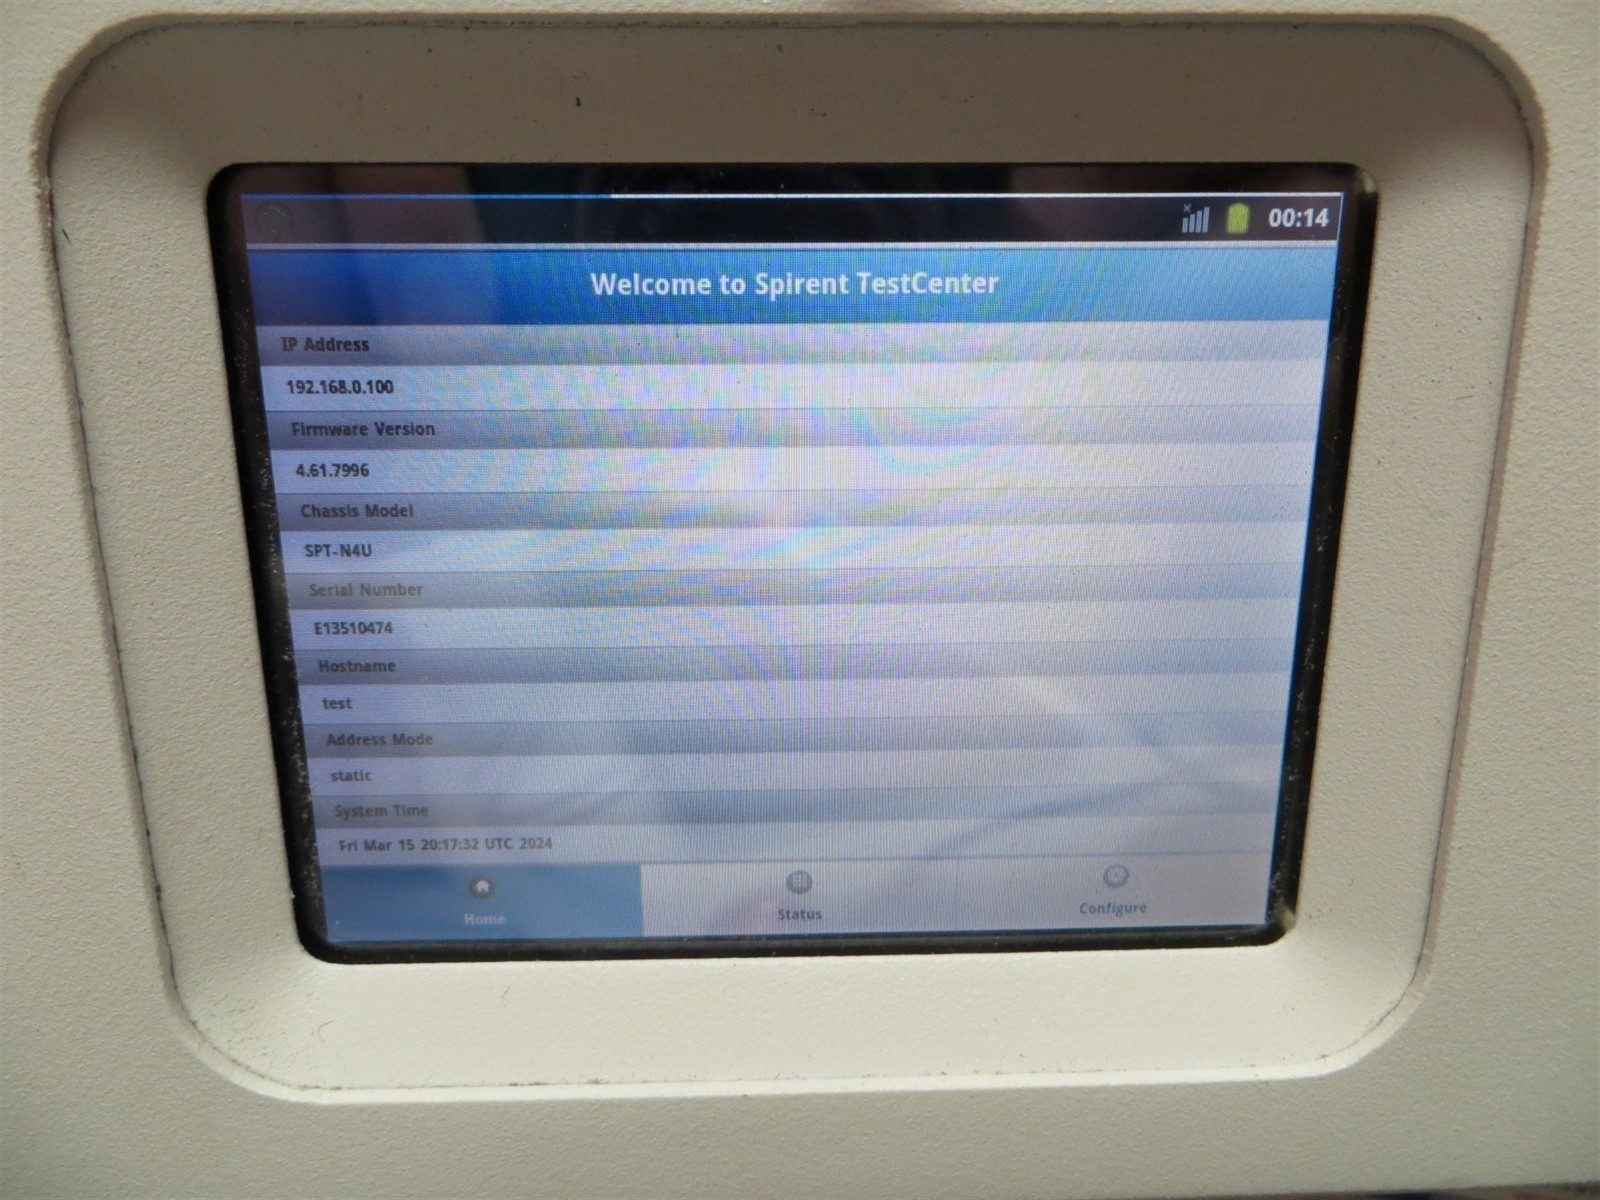 00:14
Welcome to Spirent TestCenter
IP Address
192.168.0.100
Firmware Version
4.61.7996
Chassis Model
SPT-N4U
Serial Number
E13510474
Hostname
test
Address Mode
static
System Time
Fri Mar 15 20:17:32 UTC 2024
Home
Status
Configure